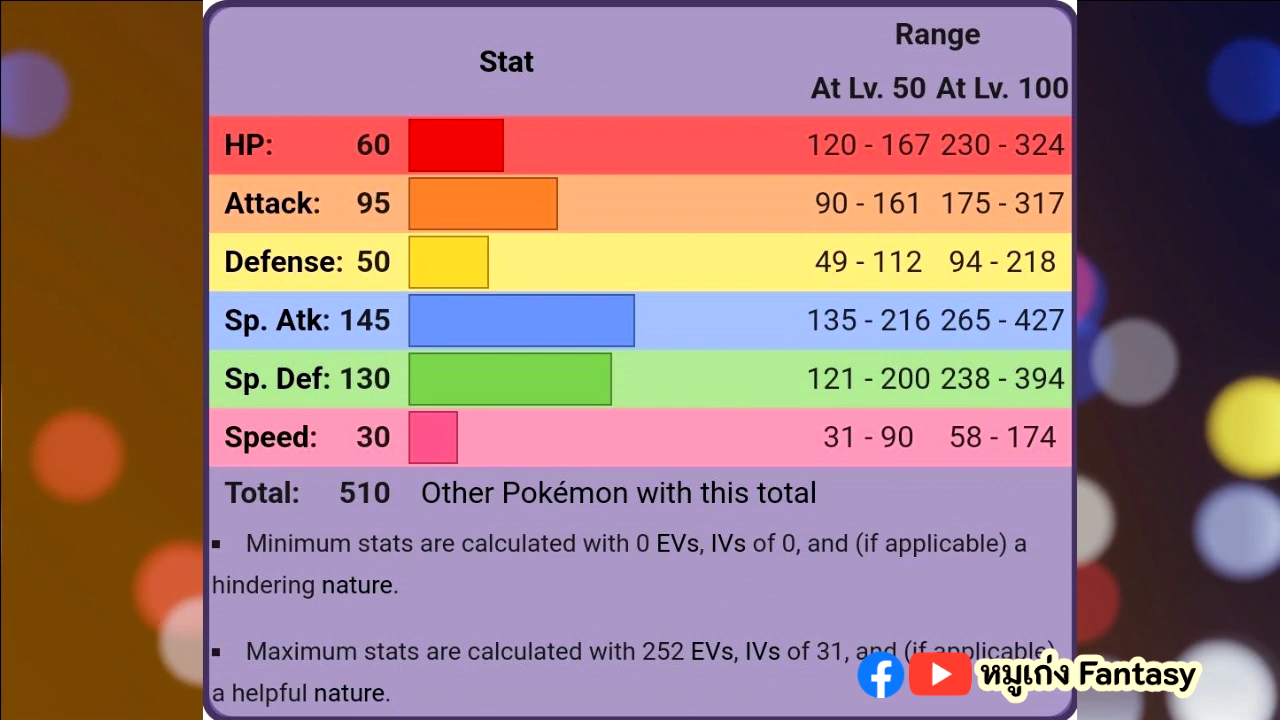 Range
Stat
At Lv. 50 At Lv. 100
HP: 60 120 - 167 230 - 324
Attack: 95 90 - 161 175 - 317
Defense: 50 49 - 112 94 - 218
Sp. Atk: 145 135 - 216 265 - 427
Sp. Def: 130 121 - 200 238 - 394
Speed: 30 31 - 90 58 - 174
Total: 510 Other Pokémon with this total
▪ Minimum stats are calculated with 0 EVs, IVs of 0, and (if applicable) a
hindering nature.
▪ Maximum stats are calculated with 252 EVs, IVs of 31, and (if applicable)
a helpful nature.
หมูเก่ง Fantasy